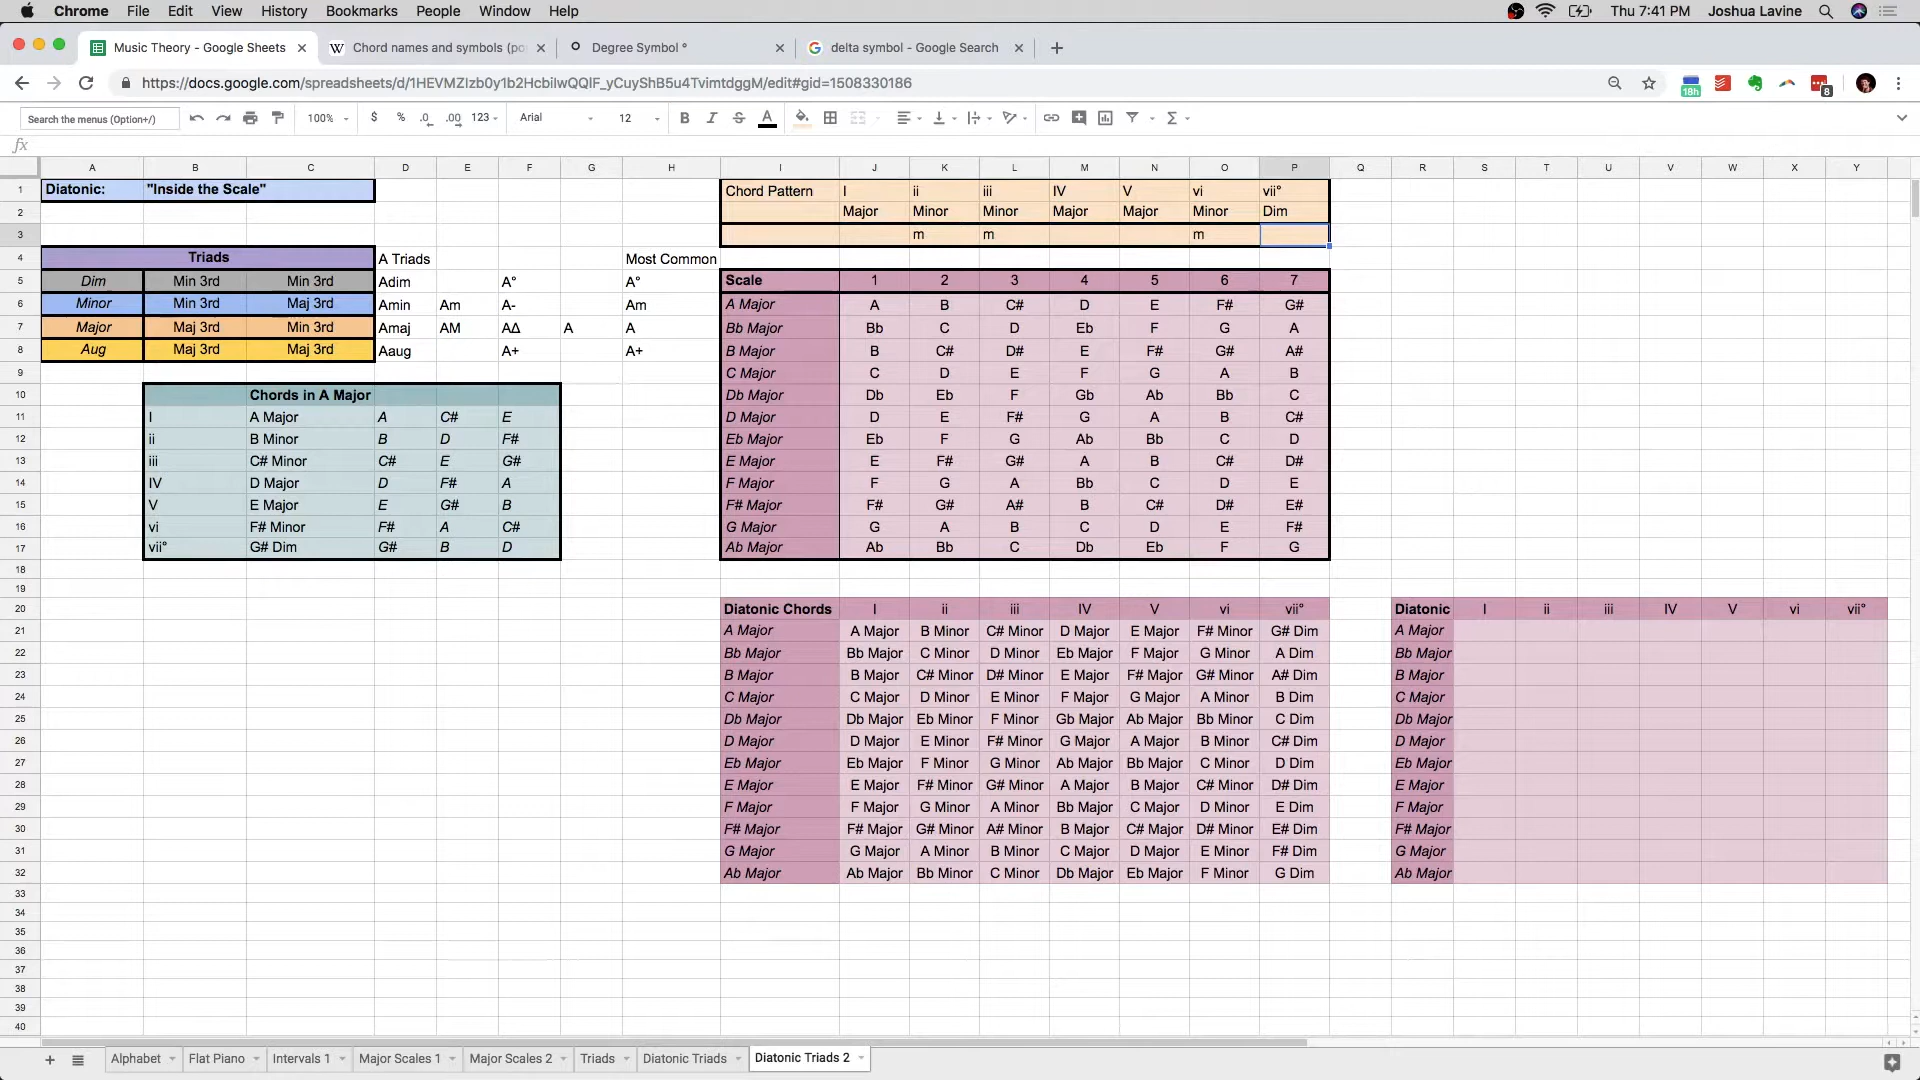 Chrome File Edit View History Bookmarks People Window Help Thu 7:41 PM Joshua Lavine
Music Theory - Google Sheets Chord names and symbols (po Degree Symbol ° delta symbol - Google Search
https://docs.google.com/spreadsheets/d/1HEVMZIzb0y1b2HcbilwQQIF_yCuyShB5u4TvimtdggM/edit#gid=1508330186 18h 8
Search the menus (Option+/) 100% $ % .0 .00 123 Arial 12 B I S A Σ
fx
A B C D E F G H I J K L M N O P Q R S T U V W X Y
1 Diatonic: "Inside the Scale" Chord Pattern I ii iii IV V vi vii°
2 Major Minor Minor Major Major Minor Dim
3 m m m
4 Triads A Triads Most Common
5 Dim Min 3rd Min 3rd Adim A° A° Scale 1 2 3 4 5 6 7
6 Minor Min 3rd Maj 3rd Amin Am A- Am A Major A B C# D E F# G#
7 Major Maj 3rd Min 3rd Amaj AM AΔ A A Bb Major Bb C D Eb F G A
8 Aug Maj 3rd Maj 3rd Aaug A+ A+ B Major B C# D# E F# G# A#
9 C Major C D E F G A B
10 Chords in A Major Db Major Db Eb F Gb Ab Bb C
11 I A Major A C# E D Major D E F# G A B C#
12 ii B Minor B D F# Eb Major Eb F G Ab Bb C D
13 iii C# Minor C# E G# E Major E F# G# A B C# D#
14 IV D Major D F# A F Major F G A Bb C D E
15 V E Major E G# B F# Major F# G# A# B C# D# E#
16 vi F# Minor F# A C# G Major G A B C D E F#
17 vii° G# Dim G# B D Ab Major Ab Bb C Db Eb F G
18
19
20 Diatonic Chords I ii iii IV V vi vii° Diatonic I ii iii IV V vi vii°
21 A Major A Major B Minor C# Minor D Major E Major F# Minor G# Dim A Major
22 Bb Major Bb Major C Minor D Minor Eb Major F Major G Minor A Dim Bb Major
23 B Major B Major C# Minor D# Minor E Major F# Major G# Minor A# Dim B Major
24 C Major C Major D Minor E Minor F Major G Major A Minor B Dim C Major
25 Db Major Db Major Eb Minor F Minor Gb Major Ab Major Bb Minor C Dim Db Major
26 D Major D Major E Minor F# Minor G Major A Major B Minor C# Dim D Major
27 Eb Major Eb Major F Minor G Minor Ab Major Bb Major C Minor D Dim Eb Major
28 E Major E Major F# Minor G# Minor A Major B Major C# Minor D# Dim E Major
29 F Major F Major G Minor A Minor Bb Major C Major D Minor E Dim F Major
30 F# Major F# Major G# Minor A# Minor B Major C# Major D# Minor E# Dim F# Major
31 G Major G Major A Minor B Minor C Major D Major E Minor F# Dim G Major
32 Ab Major Ab Major Bb Minor C Minor Db Major Eb Major F Minor G Dim Ab Major
33
34
35
36
37
38
39
40
Alphabet Flat Piano Intervals 1 Major Scales 1 Major Scales 2 Triads Diatonic Triads Diatonic Triads 2